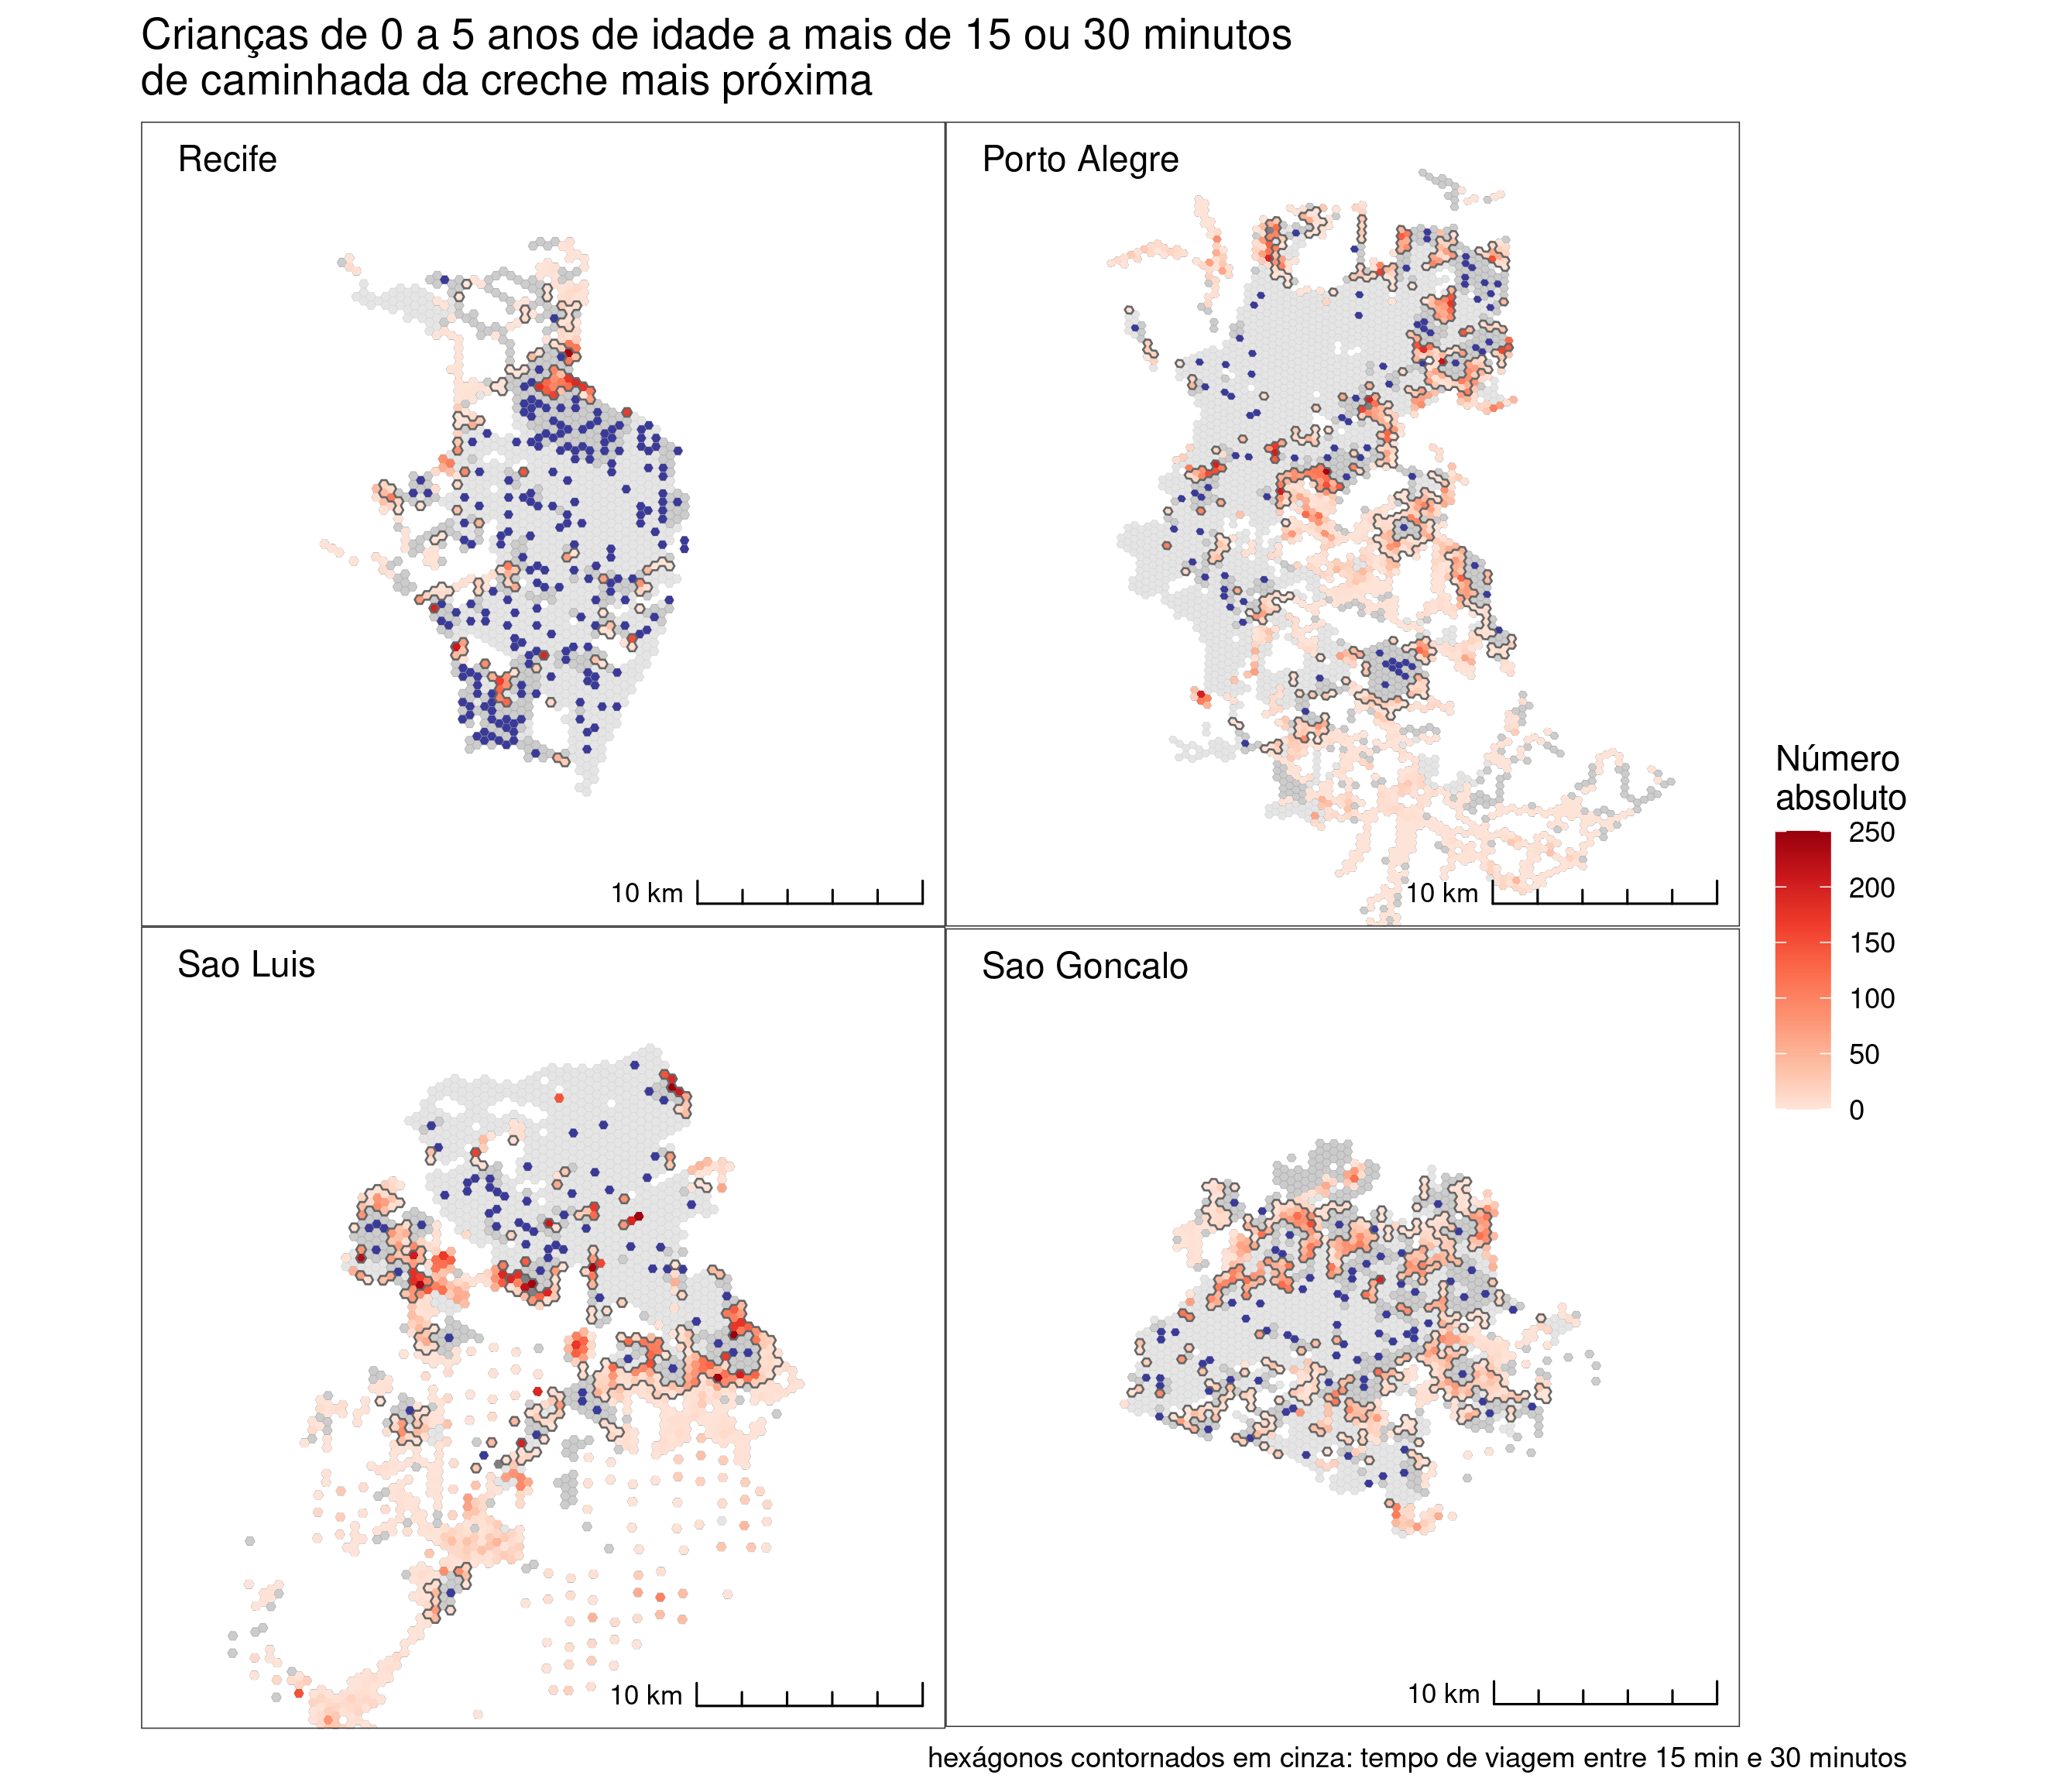 Crianças de 0 a 5 anos de idade a mais de 15 ou 30 minutos
de caminhada da creche mais próxima
Recife
Porto Alegre
10 km
10 km
Sao Luis
Sao Goncalo
10 km
10 km
Número
absoluto
250
200
150
100
50
0
hexágonos contornados em cinza: tempo de viagem entre 15 min e 30 minutos